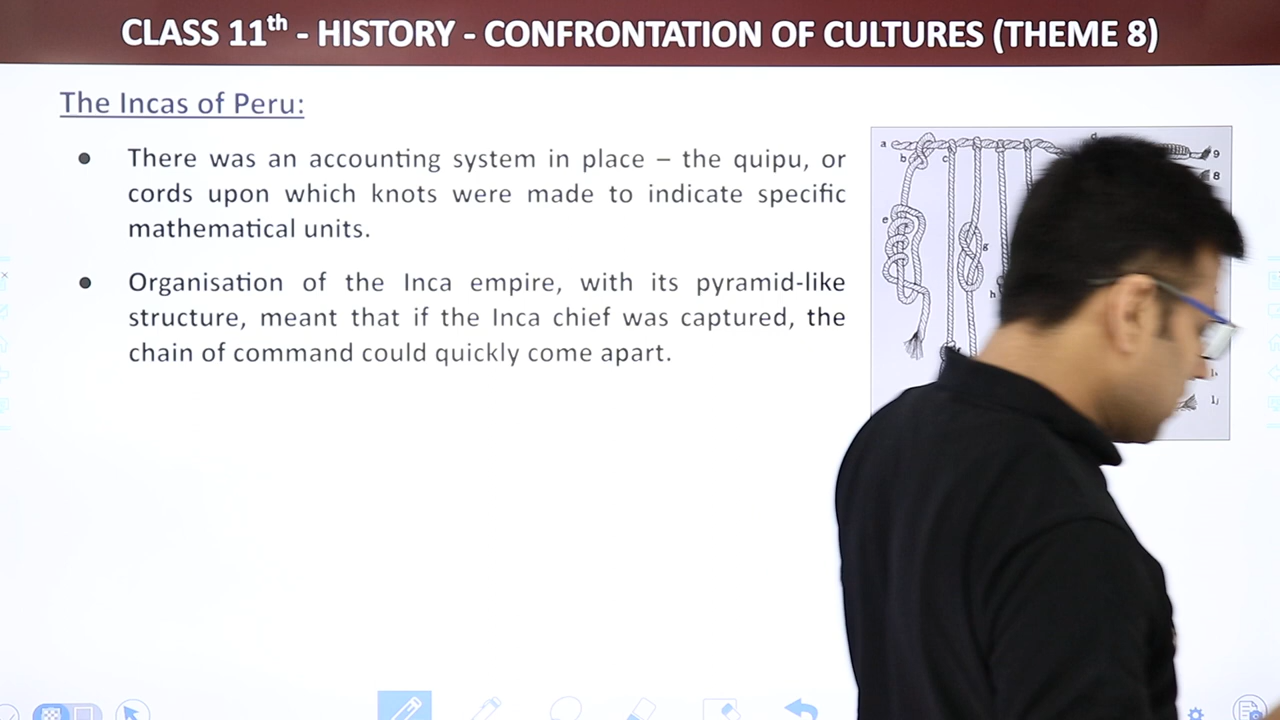 CLASS 11th - HISTORY - CONFRONTATION OF CULTURES (THEME 8)
The Incas of Peru:
● There was an accounting system in place – the quipu, or
cords upon which knots were made to indicate specific
mathematical units.
● Organisation of the Inca empire, with its pyramid-like
structure, meant that if the Inca chief was captured, the
chain of command could quickly come apart.
a
b
c
d
9
8
e
g
h